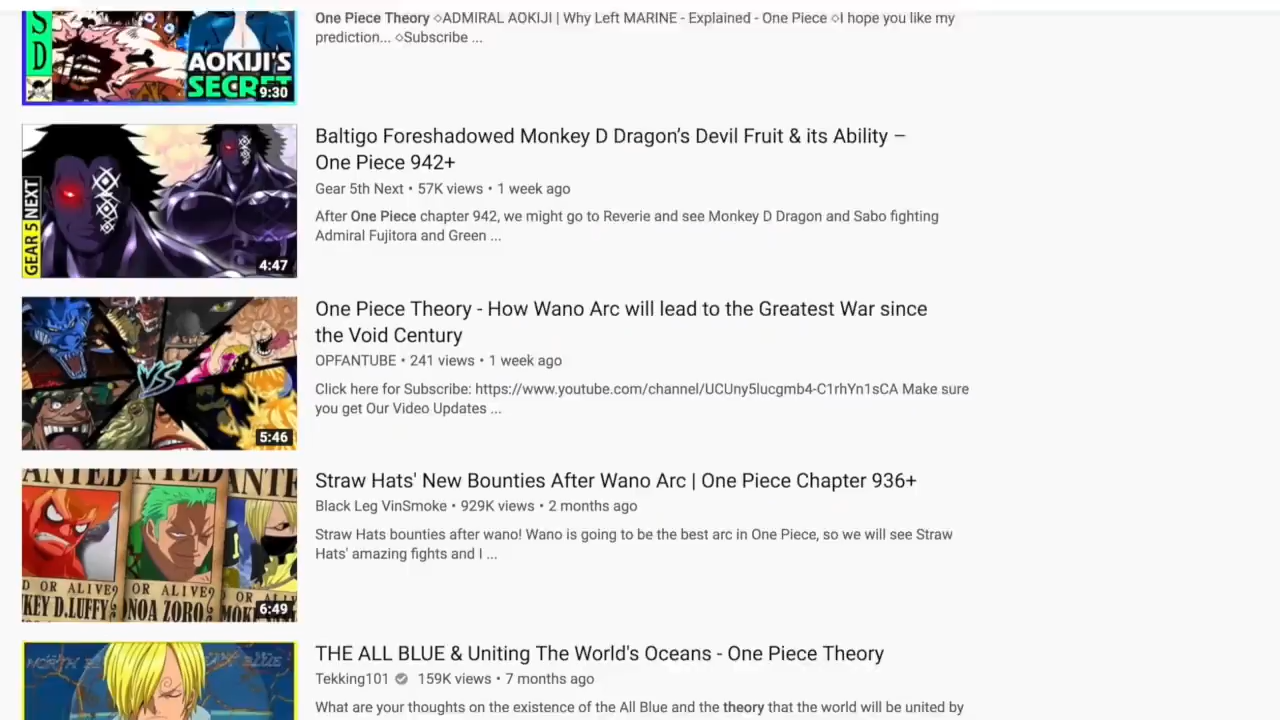 S
D
AOKIJI'S
SECRET
9:30
One Piece Theory ◇ADMIRAL AOKIJI | Why Left MARINE - Explained - One Piece ◇I hope you like my
prediction... ◇Subscribe ...
GEAR 5 NEXT
4:47
Baltigo Foreshadowed Monkey D Dragon’s Devil Fruit & its Ability –
One Piece 942+
Gear 5th Next • 57K views • 1 week ago
After One Piece chapter 942, we might go to Reverie and see Monkey D Dragon and Sabo fighting
Admiral Fujitora and Green ...
VS
5:46
One Piece Theory - How Wano Arc will lead to the Greatest War since
the Void Century
OPFANTUBE • 241 views • 1 week ago
Click here for Subscribe: https://www.youtube.com/channel/UCUny5lucgmb4-C1rhYn1sCA Make sure
you get Our Video Updates ...
ANTED WANTED ANTE
D OR ALIVE? OR ALIVE? OR ALI
KEY D.LUFFY NOA ZORO MOK
6:49
Straw Hats' New Bounties After Wano Arc | One Piece Chapter 936+
Black Leg VinSmoke • 929K views • 2 months ago
Straw Hats bounties after wano! Wano is going to be the best arc in One Piece, so we will see Straw
Hats' amazing fights and I ...
NORTH BLUE
THE ALL BLUE & Uniting The World's Oceans - One Piece Theory
Tekking101 159K views • 7 months ago
What are your thoughts on the existence of the All Blue and the theory that the world will be united by